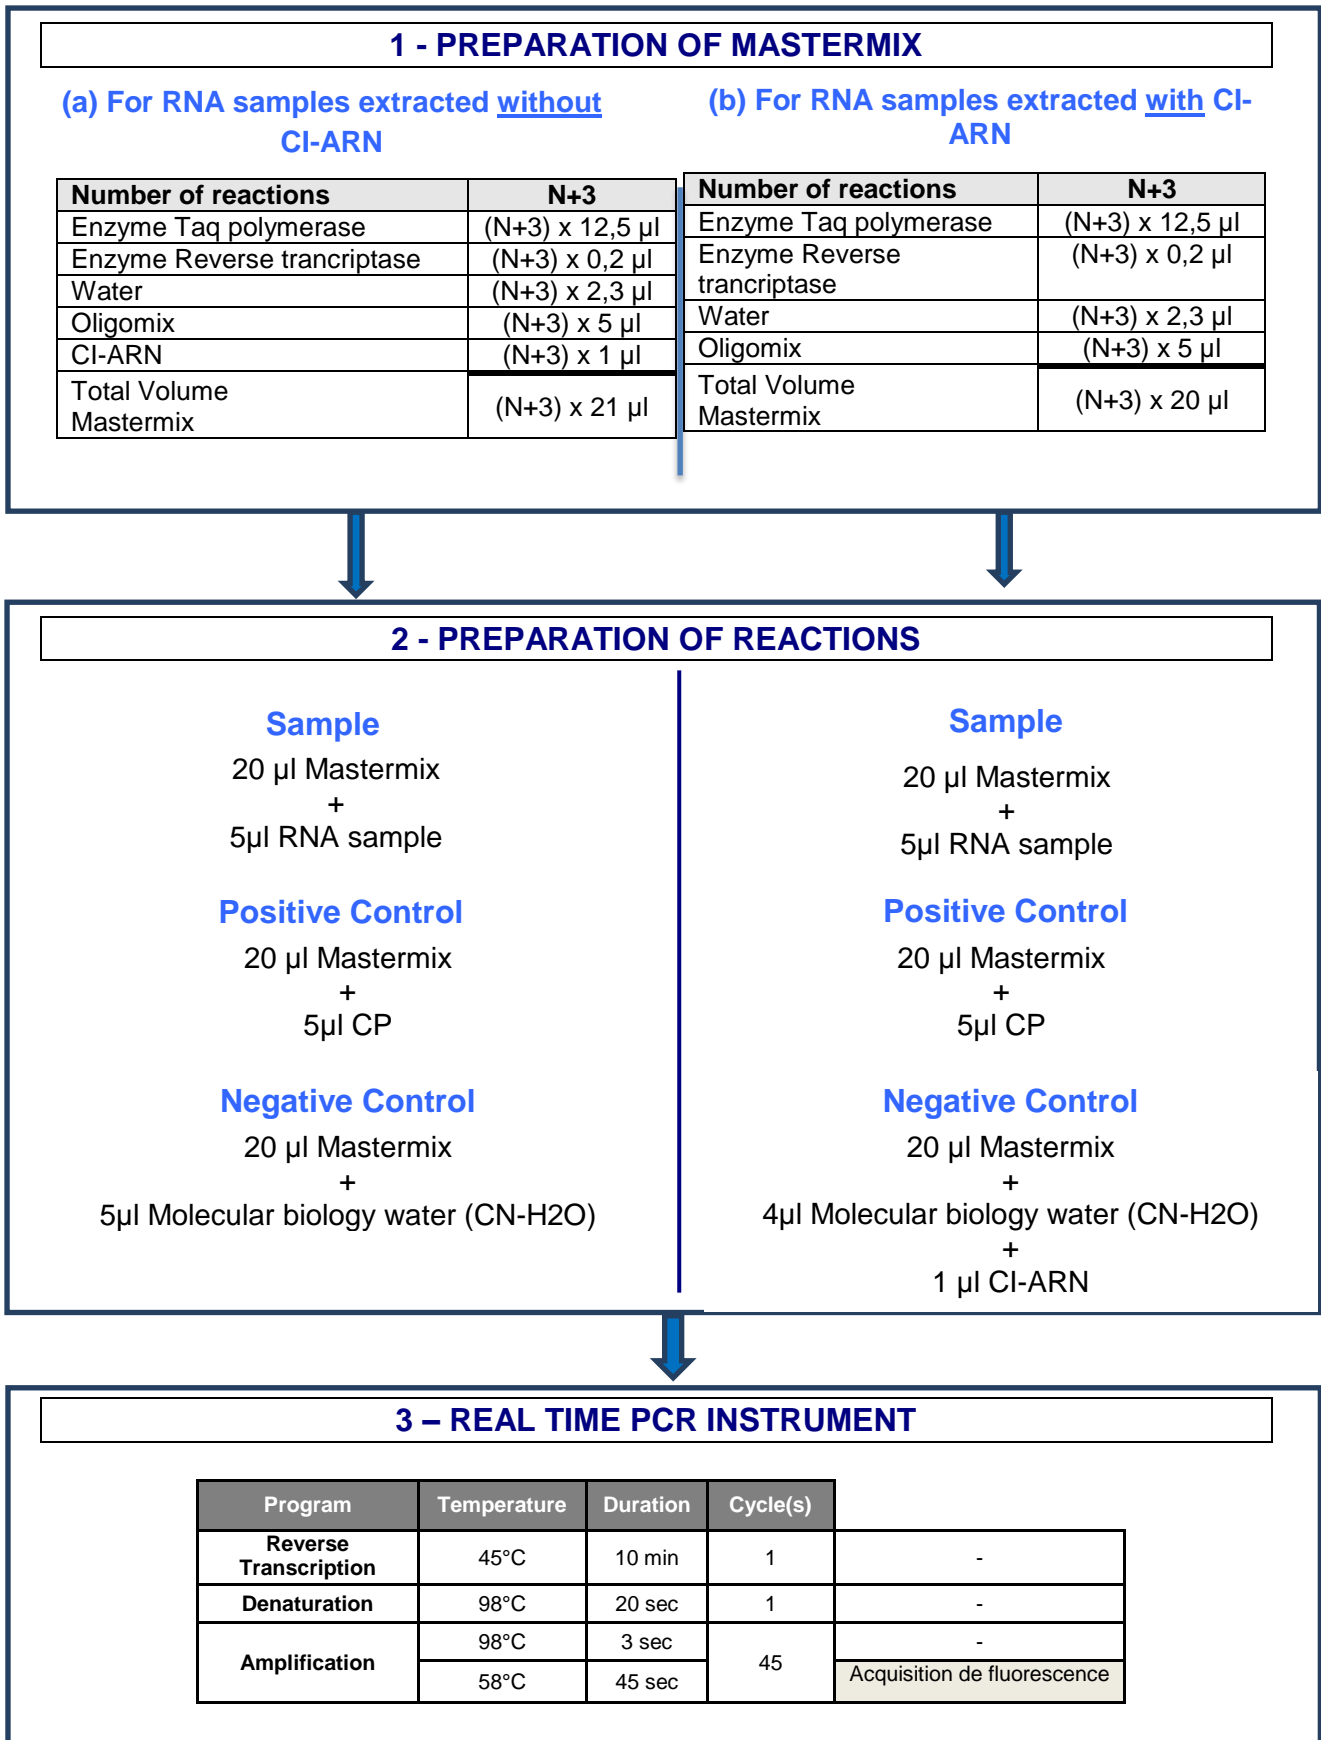 1 - PREPARATION OF MASTERMIX
(a) For RNA samples extracted without
CI-ARN
Number of reactions N+3
Enzyme Taq polymerase (N+3) x 12,5 µl
Enzyme Reverse trancriptase (N+3) x 0,2 µl
Water (N+3) x 2,3 µl
Oligomix (N+3) x 5 µl
CI-ARN (N+3) x 1 µl
Total Volume
Mastermix (N+3) x 21 µl
(b) For RNA samples extracted with CI-
ARN
Number of reactions N+3
Enzyme Taq polymerase (N+3) x 12,5 µl
Enzyme Reverse (N+3) x 0,2 µl
trancriptase
Water (N+3) x 2,3 µl
Oligomix (N+3) x 5 µl
Total Volume
Mastermix (N+3) x 20 µl
2 - PREPARATION OF REACTIONS
Sample
20 µl Mastermix
+
5µl RNA sample
Positive Control
20 µl Mastermix
+
5µl CP
Negative Control
20 µl Mastermix
+
5µl Molecular biology water (CN-H2O)
Sample
20 µl Mastermix
+
5µl RNA sample
Positive Control
20 µl Mastermix
+
5µl CP
Negative Control
20 µl Mastermix
+
4µl Molecular biology water (CN-H2O)
+
1 µl CI-ARN
3 – REAL TIME PCR INSTRUMENT
Program Temperature Duration Cycle(s)
Reverse
Transcription 45°C 10 min 1 -
Denaturation 98°C 20 sec 1 -
Amplification 98°C 3 sec 45 -
58°C 45 sec Acquisition de fluorescence